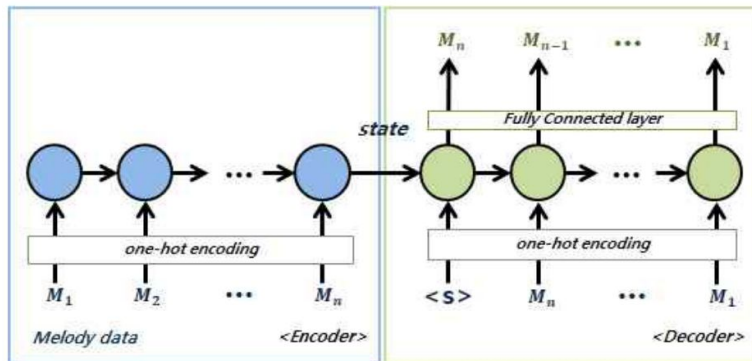 M_n M_{n-1} ... M_1
Fully Connected layer
state
...
...
one-hot encoding
one-hot encoding
M_1 M_2 ... M_n
<s> M_n ... M_1
Melody data
<Encoder>
<Decoder>